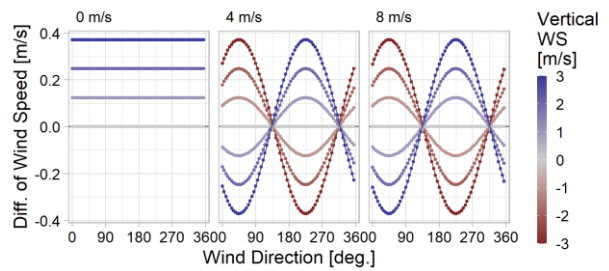 0 m/s 4 m/s 8 m/s
Vertical
WS
[m/s]
Diff. of Wind Speed [m/s]
0.4
0.2
0.0
-0.2
-0.4
3
2
1
0
-1
-2
-3
0 90 180 270 360 0 90 180 270 360 0 90 180 270 360
Wind Direction [deg.]